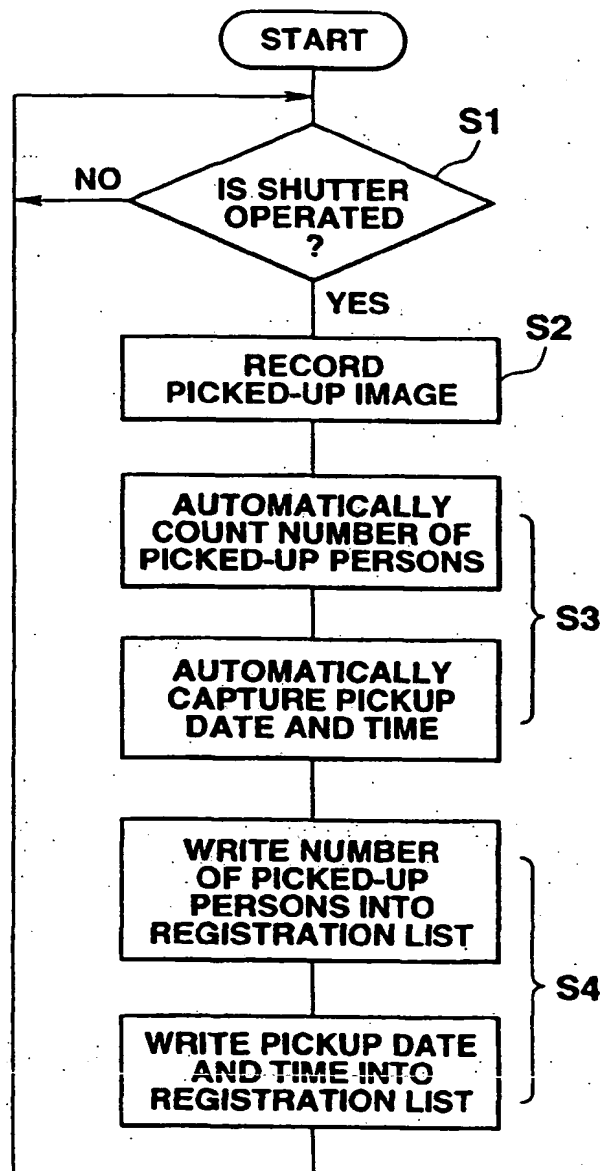 START
S1
NO
IS SHUTTER
OPERATED
?
YES
S2
RECORD
PICKED-UP IMAGE
AUTOMATICALLY
COUNT NUMBER OF
PICKED-UP PERSONS
S3
AUTOMATICALLY
CAPTURE PICKUP
DATE AND TIME
WRITE NUMBER
OF PICKED-UP
PERSONS INTO
REGISTRATION LIST
S4
WRITE PICKUP DATE
AND TIME INTO
REGISTRATION LIST